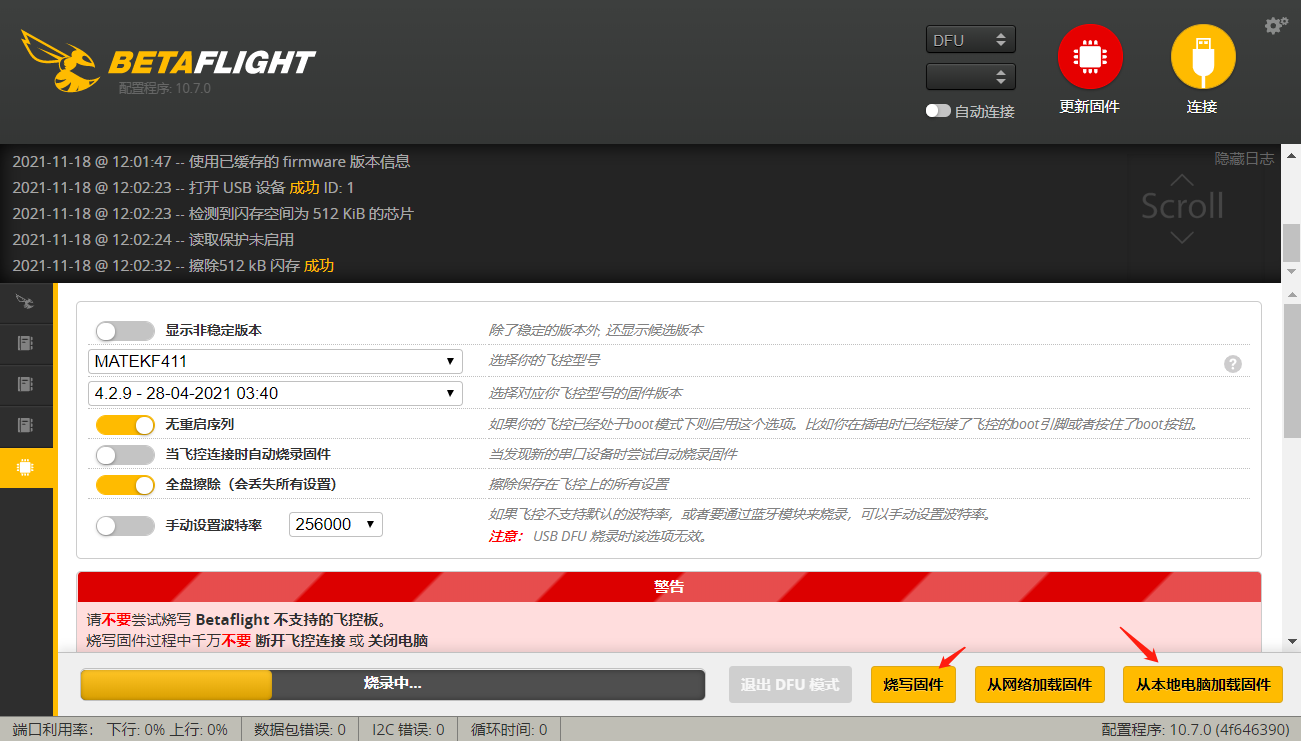 BETAFLIGHT
配置程序: 10.7.0
DFU
自动连接
更新固件
连接
2021-11-18 @ 12:01:47 -- 使用已缓存的 firmware 版本信息
2021-11-18 @ 12:02:23 -- 打开 USB 设备 成功 ID: 1
2021-11-18 @ 12:02:23 -- 检测到闪存空间为 512 KiB 的芯片
2021-11-18 @ 12:02:24 -- 读取保护未启用
2021-11-18 @ 12:02:32 -- 擦除512 kB 闪存 成功
隐藏日志
Scroll
显示非稳定版本 除了稳定的版本外, 还显示候选版本
MATEKF411 选择你的飞控型号 ?
4.2.9 - 28-04-2021 03:40 选择对应你飞控型号的固件版本
无重启序列 如果你的飞控已经处于boot模式下则启用这个选项。比如你在插电时已经短接了飞控的boot引脚或者按住了boot按钮。
当飞控连接时自动烧录固件 当发现新的串口设备时尝试自动烧录固件
全盘擦除（会丢失所有设置） 擦除保存在飞控上的所有设置
手动设置波特率 256000 如果飞控不支持默认的波特率，或者要通过蓝牙模块来烧录，可以手动设置波特率。
注意： USB DFU 烧录时该选项无效。
警告
请不要尝试烧写 Betaflight 不支持的飞控板。
烧写固件过程中千万不要 断开飞控连接 或 关闭电脑
烧录中...
退出 DFU 模式
烧写固件
从网络加载固件
从本地电脑加载固件
端口利用率： 下行: 0% 上行: 0% 数据包错误: 0 I2C 错误: 0 循环时间: 0 配置程序: 10.7.0 (4f646390)